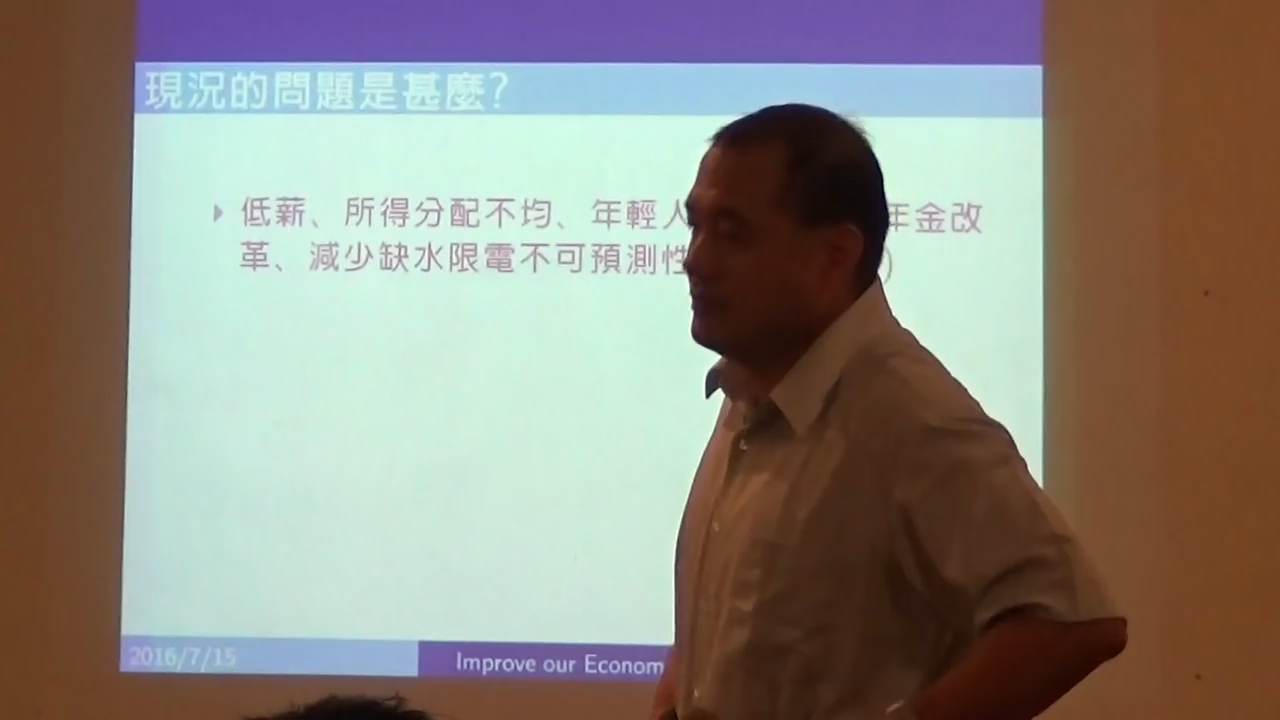 現況的問題是甚麼?
低薪、所得分配不均、年輕人 年金改
革、減少缺水限電不可預測性 )
2016/7/15
Improve our Econom